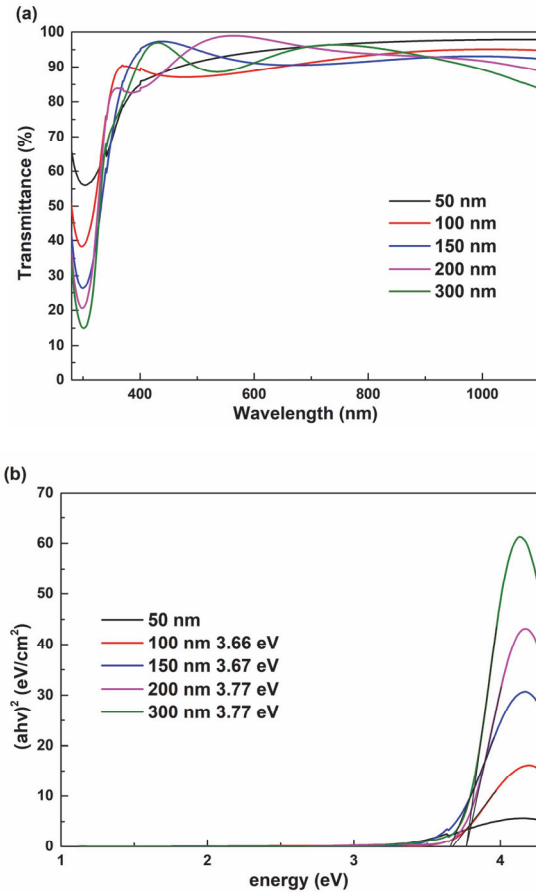 (a)
100
90
80
70
60
50
40
30
20
10
0
Transmittance (%)
50 nm
100 nm
150 nm
200 nm
300 nm
400
600
800
1000
Wavelength (nm)
(b)
70
60
50
40
30
20
10
0
(ahv)² (eV/cm²)
50 nm
100 nm 3.66 eV
150 nm 3.67 eV
200 nm 3.77 eV
300 nm 3.77 eV
1
2
3
4
energy (eV)